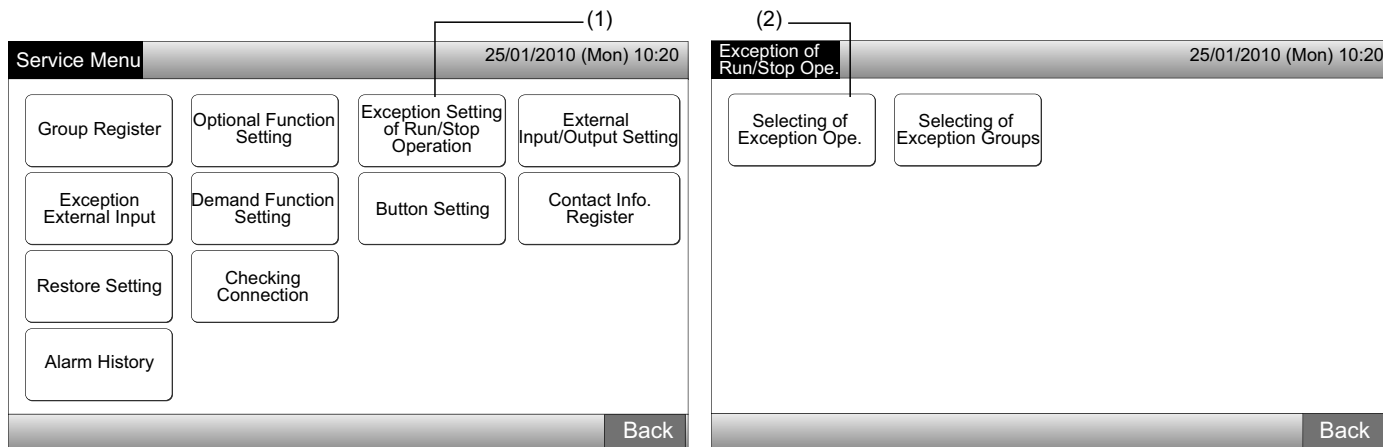 (1)
Service Menu
25/01/2010 (Mon) 10:20
Group Register
Optional Function
Setting
Exception Setting
of Run/Stop
Operation
External
Input/Output Setting
Exception
External Input
Demand Function
Setting
Button Setting
Contact Info.
Register
Restore Setting
Checking
Connection
Alarm History
Back
(2)
Exception of
Run/Stop Ope.
25/01/2010 (Mon) 10:20
Selecting of
Exception Ope.
Selecting of
Exception Groups
Back